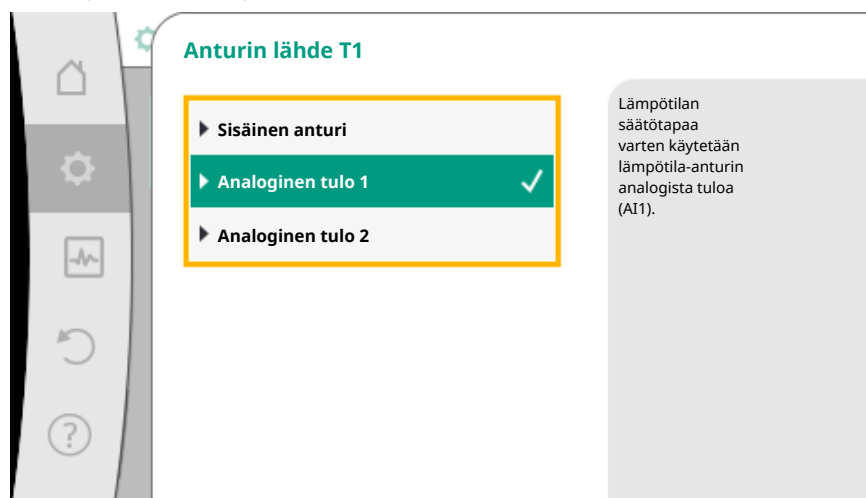 Anturin lähde T1
Sisäinen anturi
Analoginen tulo 1
Analoginen tulo 2
Lämpötilan
säätötapaa
varten käytetään
lämpötila-anturin
analogista tuloa
(AI1).
?